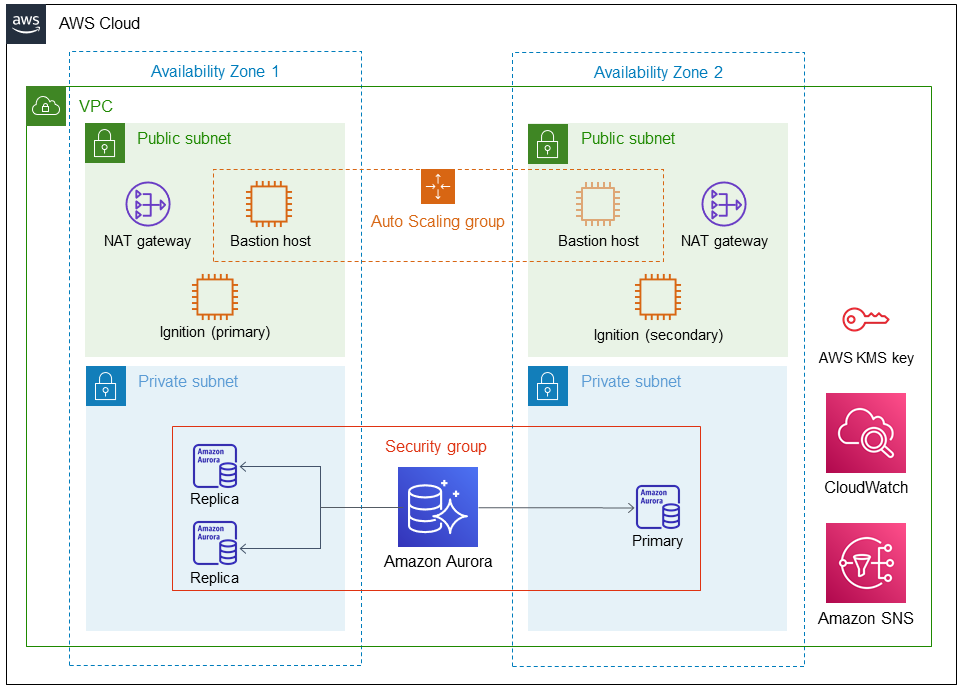 aws
AWS Cloud
Availability Zone 1
Availability Zone 2
VPC
Public subnet
Public subnet
NAT gateway
Bastion host
Auto Scaling group
Bastion host
NAT gateway
Ignition (primary)
Ignition (secondary)
AWS KMS key
Private subnet
Private subnet
Security group
Amazon
Aurora
Replica
Amazon
Aurora
Replica
Amazon Aurora
Amazon
Aurora
Primary
CloudWatch
Amazon SNS